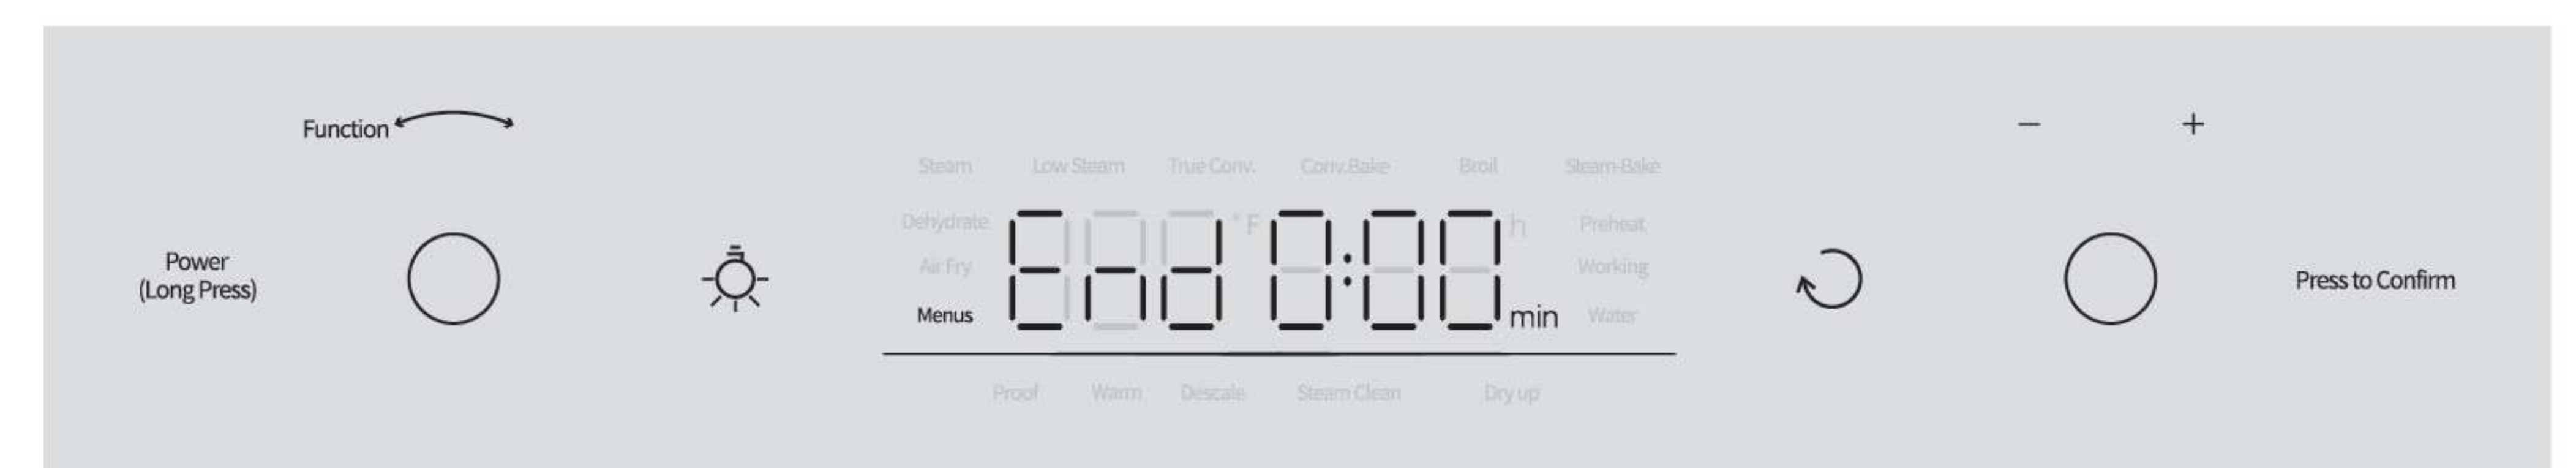 Function
- +
Steam Low Steam True Conv. Conv.Bake Broil Steam-Bake
Dehydrate °F h Preheat
Power
(Long Press)
Air Fry End 0:00 Working
Press to Confirm
Menus min Water
Proof Warm Descale Steam Clean Dry up